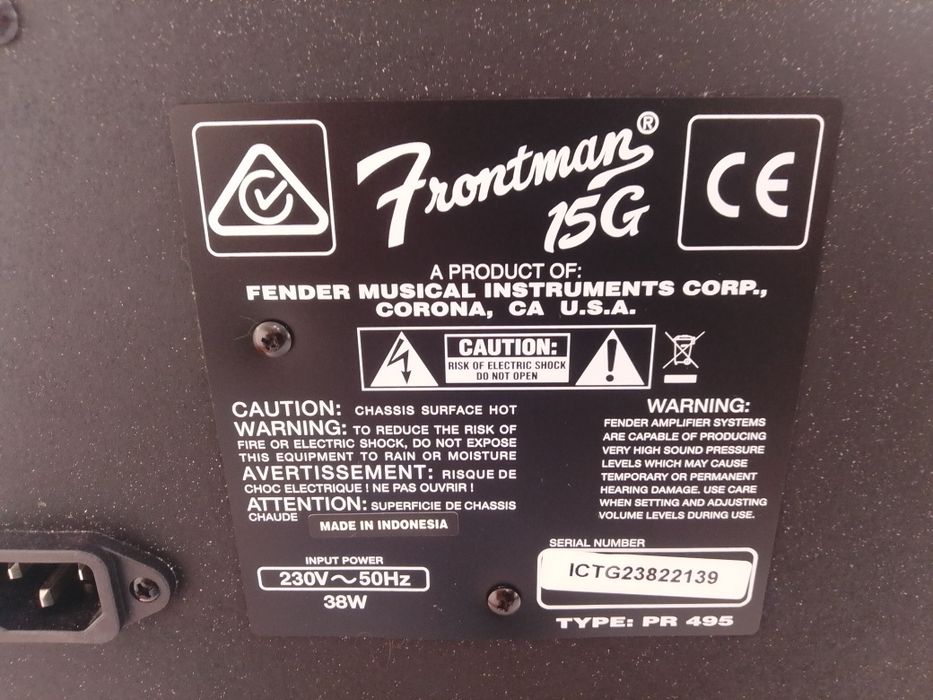 Frontman®
15G
CE
A PRODUCT OF:
FENDER MUSICAL INSTRUMENTS CORP.,
CORONA, CA U.S.A.
CAUTION:
RISK OF ELECTRIC SHOCK
DO NOT OPEN
CAUTION: CHASSIS SURFACE HOT
WARNING: TO REDUCE THE RISK OF
FIRE OR ELECTRIC SHOCK, DO NOT EXPOSE
THIS EQUIPMENT TO RAIN OR MOISTURE
AVERTISSEMENT: RISQUE DE
CHOC ELECTRIQUE ! NE PAS OUVRIR !
ATTENTION: SUPERFICIE DE CHASSIS
CHAUDE
MADE IN INDONESIA
WARNING:
FENDER AMPLIFIER SYSTEMS
ARE CAPABLE OF PRODUCING
VERY HIGH SOUND PRESSURE
LEVELS WHICH MAY CAUSE
TEMPORARY OR PERMANENT
HEARING DAMAGE. USE CARE
WHEN SETTING AND ADJUSTING
VOLUME LEVELS DURING USE.
INPUT POWER
230V~50Hz
38W
SERIAL NUMBER
ICTG23822139
TYPE: PR 495